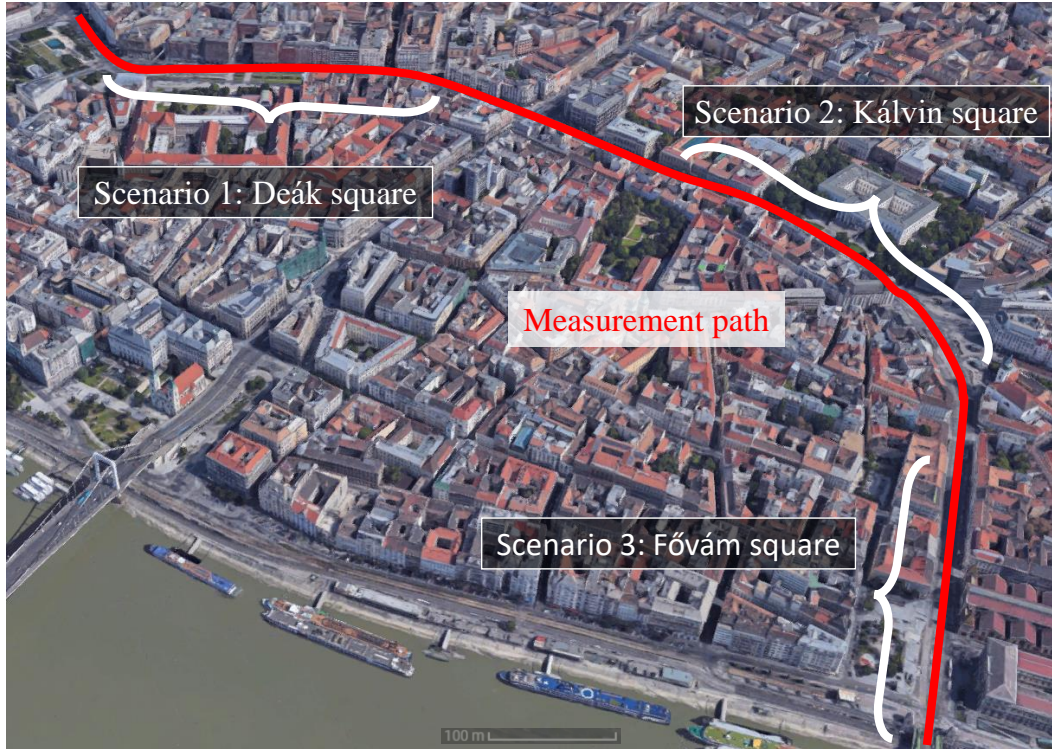 Scenario 2: Kálvin square
Scenario 1: Deák square
Measurement path
Scenario 3: Fővám square
100 m